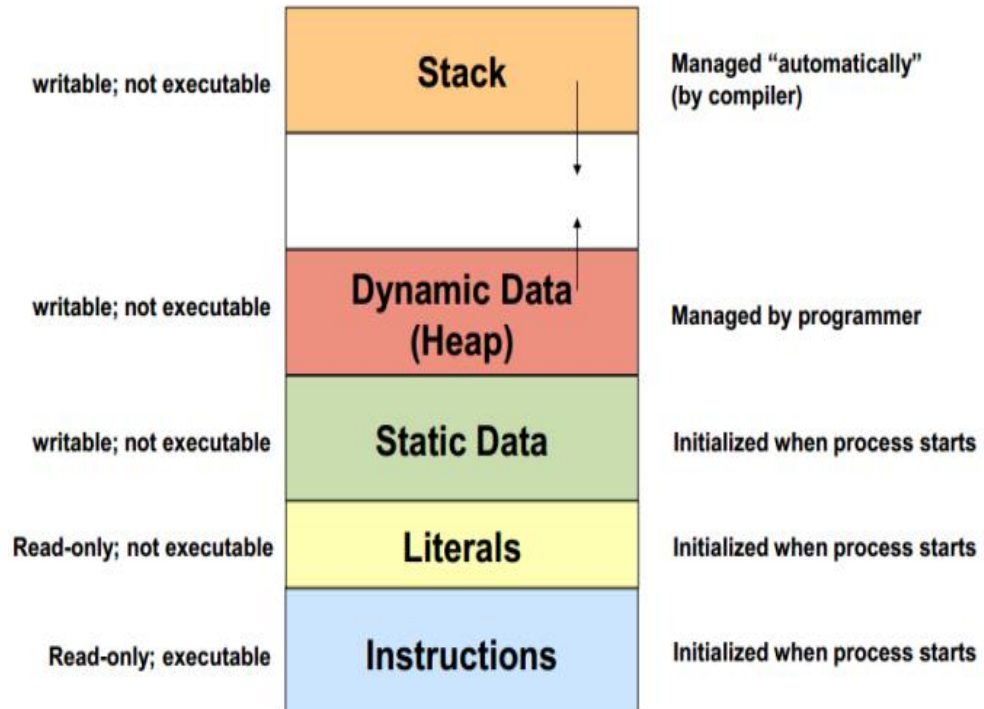 writable; not executable
Stack
Managed “automatically”
(by compiler)
writable; not executable
Dynamic Data
(Heap)
Managed by programmer
writable; not executable
Static Data
Initialized when process starts
Read-only; not executable
Literals
Initialized when process starts
Read-only; executable
Instructions
Initialized when process starts